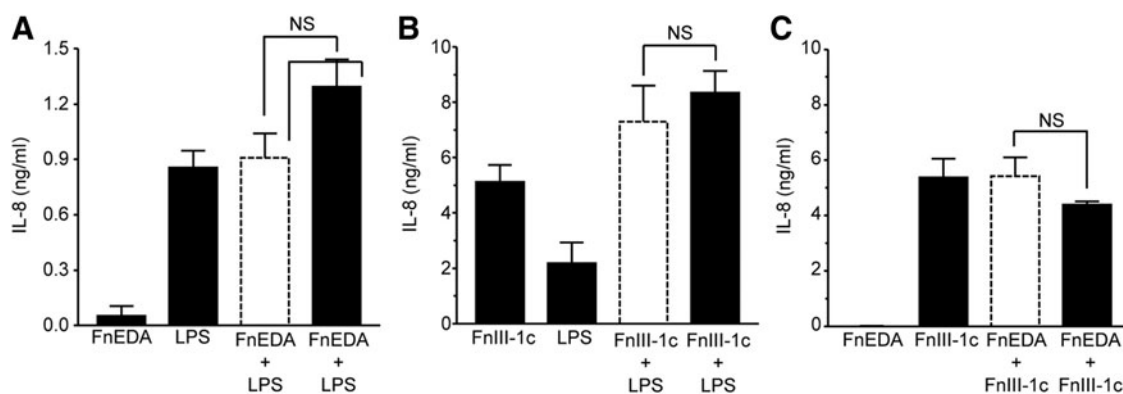 A
NS
IL-8 (ng/ml)
1.5
1.2
0.9
0.6
0.3
0.0
FnEDA
LPS
FnEDA
+
LPS
FnEDA
+
LPS
B
NS
IL-8 (ng/ml)
10
8
6
4
2
0
FnIII-1c
LPS
FnIII-1c
+
LPS
FnIII-1c
+
LPS
C
NS
IL-8 (ng/ml)
10
8
6
4
2
0
FnEDA
FnIII-1c
FnEDA
+
FnIII-1c
FnEDA
+
FnIII-1c